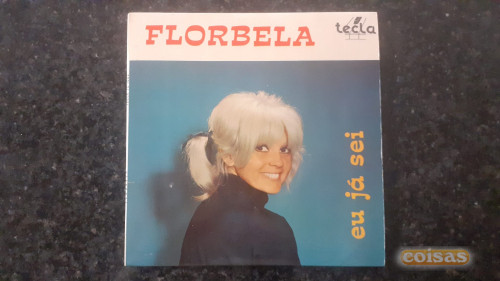 FLORBELA
tecla
eu já sei
coisas